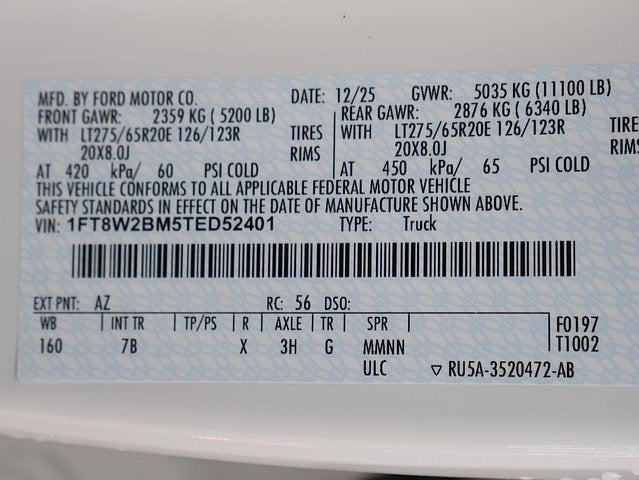 MFD. BY FORD MOTOR CO. DATE: 12/25 GVWR: 5035 KG (11100 LB)
FRONT GAWR: 2359 KG ( 5200 LB) REAR GAWR: 2876 KG ( 6340 LB)
WITH LT275/65R20E 126/123R TIRES WITH LT275/65R20E 126/123R TIRE
20X8.0J RIMS 20X8.0J RIMS
AT 420 kPa/ 60 PSI COLD AT 450 kPa/ 65 PSI COLD
THIS VEHICLE CONFORMS TO ALL APPLICABLE FEDERAL MOTOR VEHICLE
SAFETY STANDARDS IN EFFECT ON THE DATE OF MANUFACTURE SHOWN ABOVE.
VIN: 1FT8W2BM5TED52401 TYPE: Truck
EXT PNT: AZ RC: 56 DSO:
WB INT TR TP/PS R AXLE TR SPR F0197
160 7B X 3H G MMNN T1002
ULC RU5A-3520472-AB